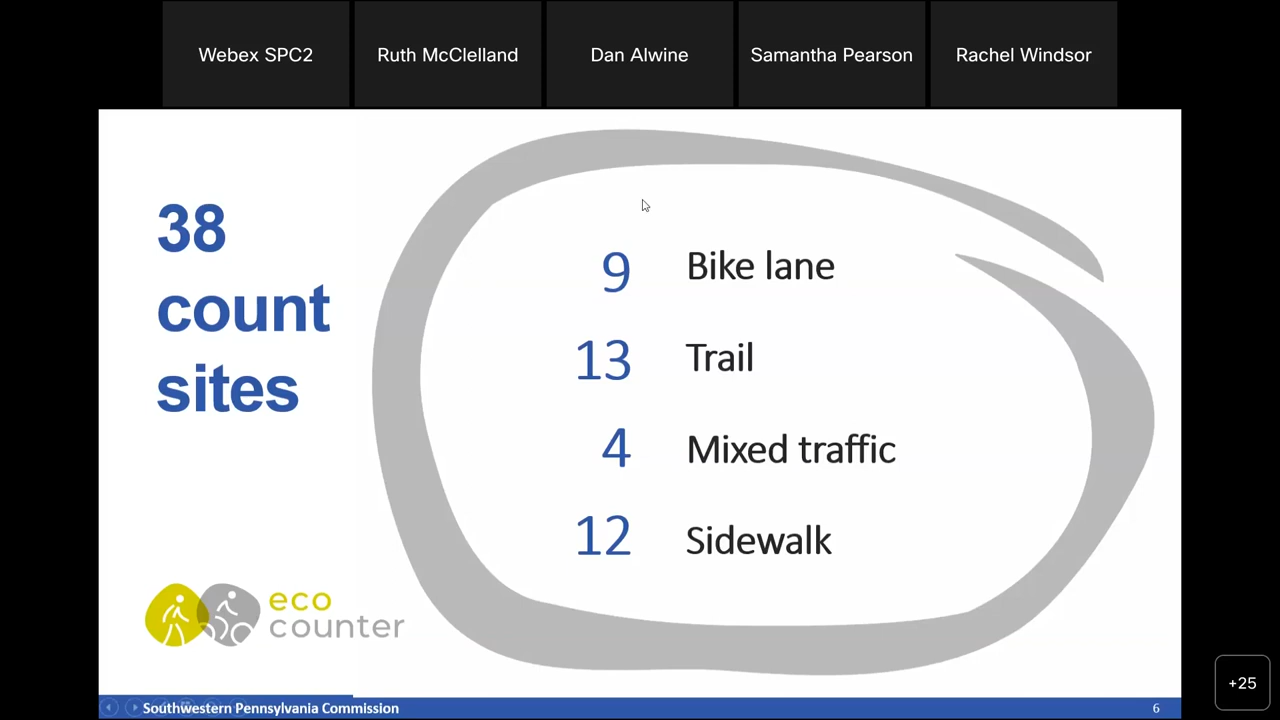 Webex SPC2
Ruth McClelland
Dan Alwine
Samantha Pearson
Rachel Windsor
38
count
sites
9 Bike lane
13 Trail
4 Mixed traffic
12 Sidewalk
eco
counter
+25
Southwestern Pennsylvania Commission
6